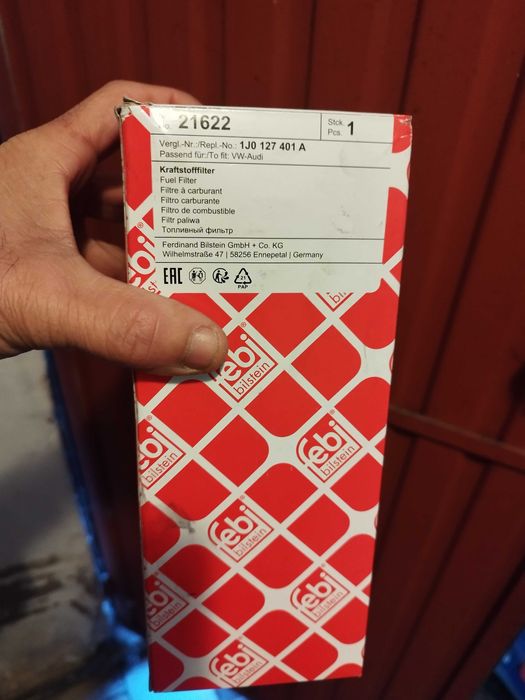 21622
Stck.
Pcs. 1
Vergl.-Nr.:/Repl.-No.: 1J0 127 401 A
Passend für:/To fit: VW-Audi
Kraftstofffilter
Fuel Filter
Filtre à carburant
Filtro carburante
Filtro de combustible
Filtr paliwa
Топливный фильтр
Ferdinand Bilstein GmbH + Co. KG
Wilhelmstraße 47 | 58256 Ennepetal | Germany
EAC
21
PAP
febi
bilstein
febi
bilstein
febi
bilstein
febi
bilstein
febi
bilstein
febi
bilstein
febi
bilstein